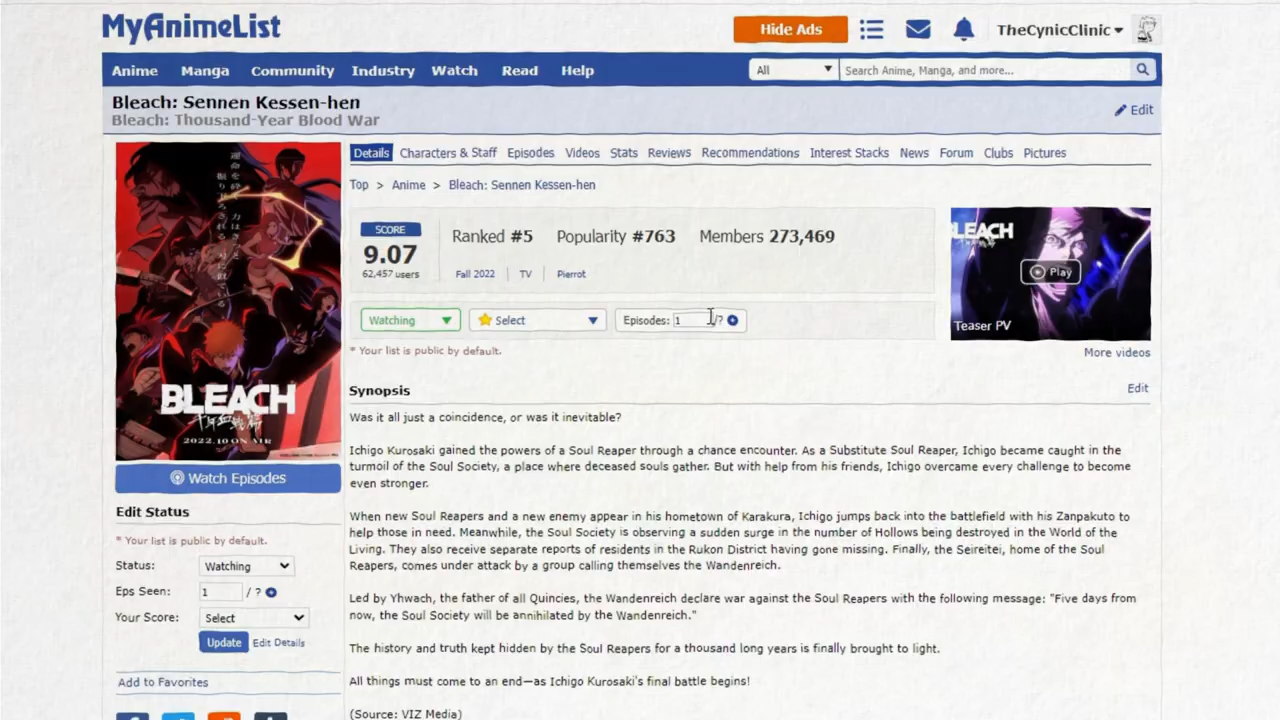 MyAnimeList
Hide Ads
TheCynicClinic
Anime Manga Community Industry Watch Read Help
All
Search Anime, Manga, and more...
Bleach: Sennen Kessen-hen
Bleach: Thousand-Year Blood War
Edit
Details Characters & Staff Episodes Videos Stats Reviews Recommendations Interest Stacks News Forum Clubs Pictures
Top > Anime > Bleach: Sennen Kessen-hen
SCORE
9.07
62,457 users
Ranked #5 Popularity #763 Members 273,469
Fall 2022 TV Pierrot
Watching
Select
Episodes: 1 /?
* Your list is public by default.
BLEACH
Play
Teaser PV
More videos
BLEACH
千年血戦篇
2022.10 ON AIR
Watch Episodes
Edit Status
* Your list is public by default.
Status: Watching
Eps Seen: 1 / ?
Your Score: Select
Update Edit Details
Add to Favorites
Synopsis
Edit
Was it all just a coincidence, or was it inevitable?
Ichigo Kurosaki gained the powers of a Soul Reaper through a chance encounter. As a Substitute Soul Reaper, Ichigo became caught in the
turmoil of the Soul Society, a place where deceased souls gather. But with help from his friends, Ichigo overcame every challenge to become
even stronger.
When new Soul Reapers and a new enemy appear in his hometown of Karakura, Ichigo jumps back into the battlefield with his Zanpakuto to
help those in need. Meanwhile, the Soul Society is observing a sudden surge in the number of Hollows being destroyed in the World of the
Living. They also receive separate reports of residents in the Rukon District having gone missing. Finally, the Seireitei, home of the Soul
Reapers, comes under attack by a group calling themselves the Wandenreich.
Led by Yhwach, the father of all Quincies, the Wandenreich declare war against the Soul Reapers with the following message: "Five days from
now, the Soul Society will be annihilated by the Wandenreich."
The history and truth kept hidden by the Soul Reapers for a thousand long years is finally brought to light.
All things must come to an end—as Ichigo Kurosaki's final battle begins!
(Source: VIZ Media)